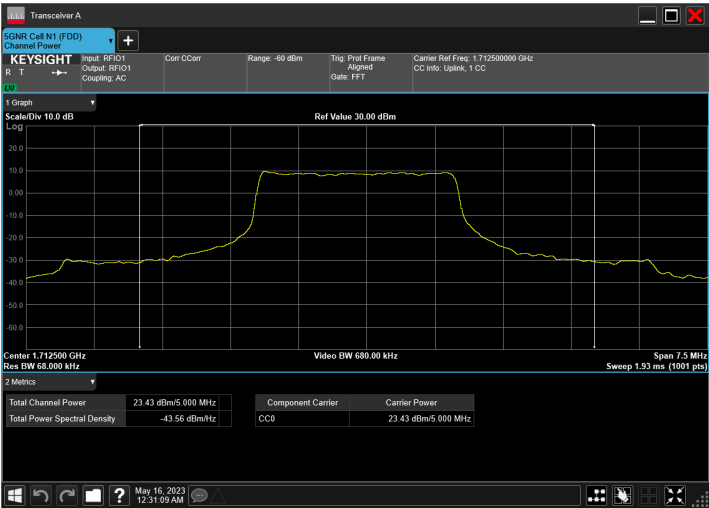 Transceiver A
5GNR Cell N1 (FDD)
Channel Power
KEYSIGHT
R T
LXI
Input: RFIO1
Output: RFIO1
Coupling: AC
Corr CCorr
Range: -60 dBm
Trig: Prot Frame
Aligned
Gate: FFT
Carrier Ref Freq: 1.712500000 GHz
CC Info: Uplink, 1 CC
1 Graph
Scale/Div 10.0 dB
Ref Value 30.00 dBm
Log
20.0
10.0
0.00
-10.0
-20.0
-30.0
-40.0
-50.0
-60.0
Center 1.712500 GHz
Video BW 680.00 kHz
Span 7.5 MHz
Res BW 68.000 kHz
Sweep 1.93 ms (1001 pts)
2 Metrics
Total Channel Power 23.43 dBm/5.000 MHz
Total Power Spectral Density -43.56 dBm/Hz
Component Carrier Carrier Power
CC0 23.43 dBm/5.000 MHz
May 16, 2023
12:31:09 AM